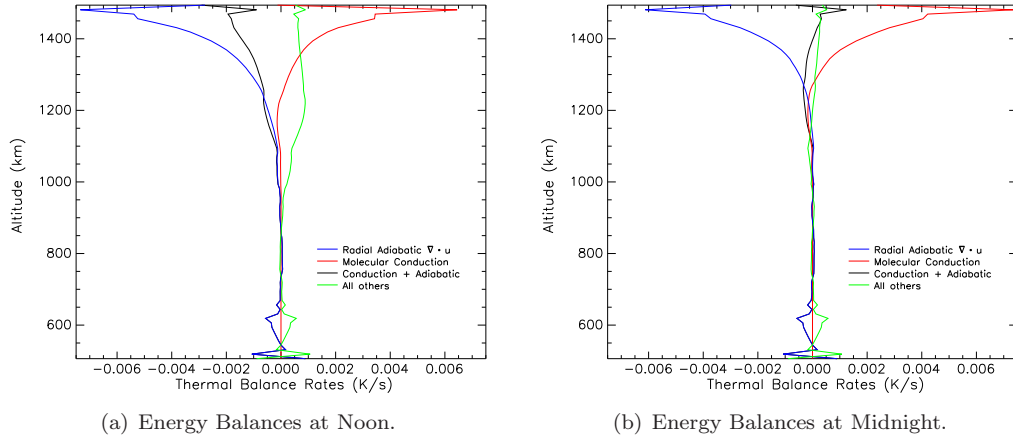 1400
1200
1000
800
600
Altitude (km)
Radial Adiabatic ∇ • u
Molecular Conduction
Conduction + Adiabatic
All others
−0.006 −0.004 −0.002 0.000 0.002 0.004 0.006
Thermal Balance Rates (K/s)
(a) Energy Balances at Noon.
1400
1200
1000
800
600
Altitude (km)
Radial Adiabatic ∇ • u
Molecular Conduction
Conduction + Adiabatic
All others
−0.006 −0.004 −0.002 0.000 0.002 0.004 0.006
Thermal Balance Rates (K/s)
(b) Energy Balances at Midnight.